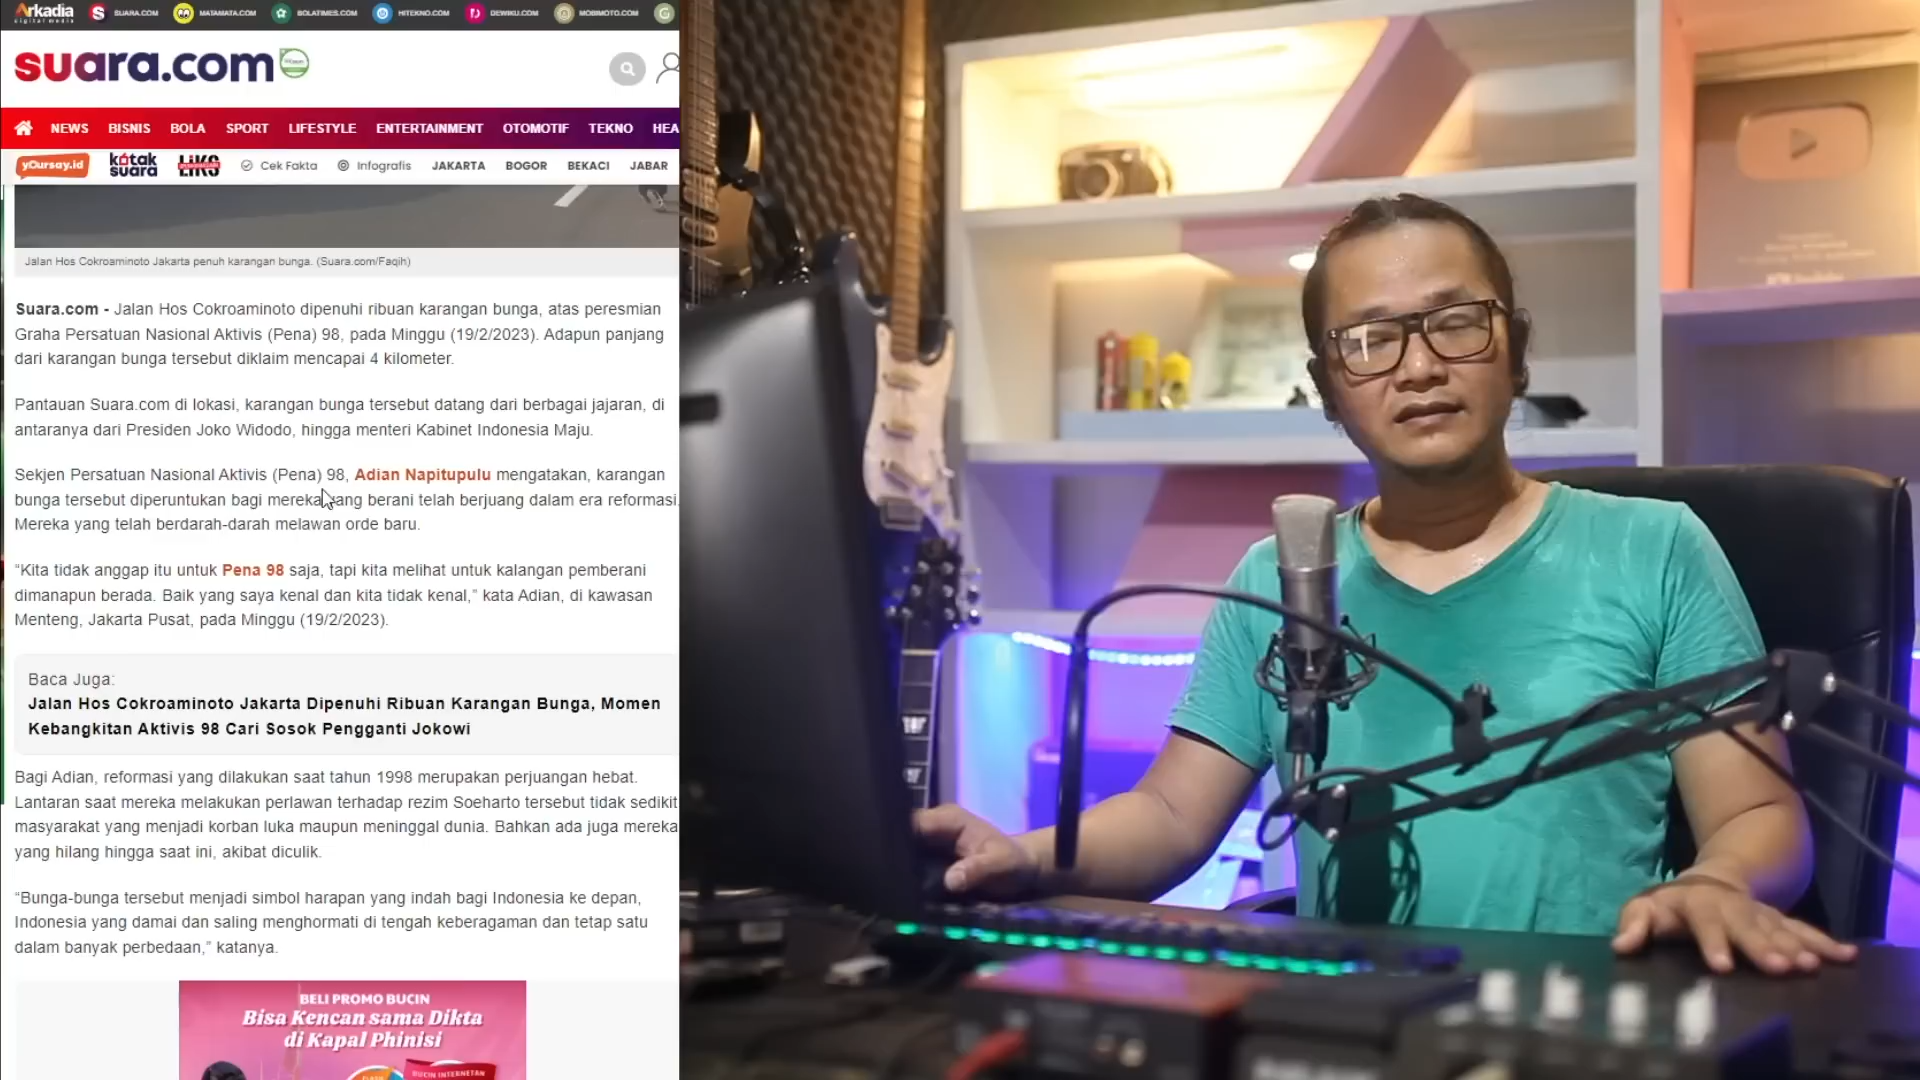 Arkadia
digital media
SUARA.COM
MATAMATA.COM
BOLATIMES.COM
HITEKNO.COM
DEWIKU.COM
MOBIMOTO.COM
suara.com
NEWS BISNIS BOLA SPORT LIFESTYLE ENTERTAINMENT OTOMOTIF TEKNO HEA
yOursay.id kotak suara LIKS Cek Fakta Infografis JAKARTA BOGOR BEKACI JABAR
Jalan Hos Cokroaminoto Jakarta penuh karangan bunga. (Suara.com/Faqih)
Suara.com - Jalan Hos Cokroaminoto dipenuhi ribuan karangan bunga, atas peresmian
Graha Persatuan Nasional Aktivis (Pena) 98, pada Minggu (19/2/2023). Adapun panjang
dari karangan bunga tersebut diklaim mencapai 4 kilometer.
Pantauan Suara.com di lokasi, karangan bunga tersebut datang dari berbagai jajaran, di
antaranya dari Presiden Joko Widodo, hingga menteri Kabinet Indonesia Maju.
Sekjen Persatuan Nasional Aktivis (Pena) 98, Adian Napitupulu mengatakan, karangan
bunga tersebut diperuntukan bagi mereka yang berani telah berjuang dalam era reformasi.
Mereka yang telah berdarah-darah melawan orde baru.
“Kita tidak anggap itu untuk Pena 98 saja, tapi kita melihat untuk kalangan pemberani
dimanapun berada. Baik yang saya kenal dan kita tidak kenal,” kata Adian, di kawasan
Menteng, Jakarta Pusat, pada Minggu (19/2/2023).
Baca Juga:
Jalan Hos Cokroaminoto Jakarta Dipenuhi Ribuan Karangan Bunga, Momen
Kebangkitan Aktivis 98 Cari Sosok Pengganti Jokowi
Bagi Adian, reformasi yang dilakukan saat tahun 1998 merupakan perjuangan hebat.
Lantaran saat mereka melakukan perlawan terhadap rezim Soeharto tersebut tidak sedikit
masyarakat yang menjadi korban luka maupun meninggal dunia. Bahkan ada juga mereka
yang hilang hingga saat ini, akibat diculik.
“Bunga-bunga tersebut menjadi simbol harapan yang indah bagi Indonesia ke depan,
Indonesia yang damai dan saling menghormati di tengah keberagaman dan tetap satu
dalam banyak perbedaan,” katanya.
BELI PROMO BUCIN
Bisa Kencan sama Dikta
di Kapal Phinisi
BUCIN INTERNETAN